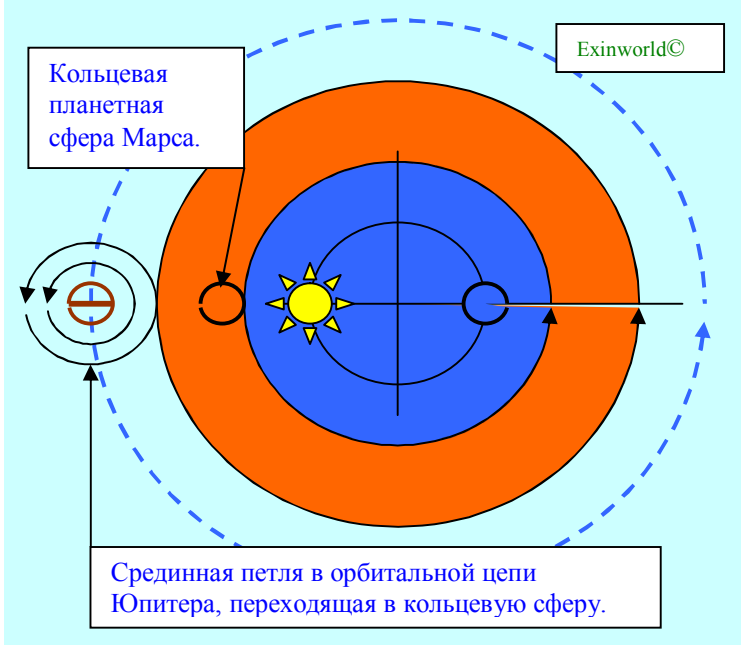 Exinworld©
Кольцевая
планетная
сфера Марса.
Срединная петля в орбитальной цепи
Юпитера, переходящая в кольцевую сферу.